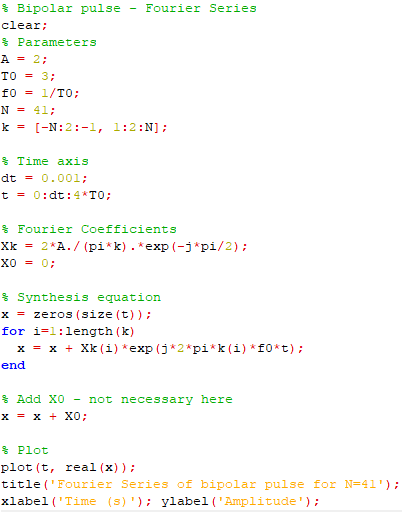 % Bipolar pulse - Fourier Series
clear;
% Parameters
A = 2;
T0 = 3;
f0 = 1/T0;
N = 41;
k = [-N:2:-1, 1:2:N];
% Time axis
dt = 0.001;
t = 0:dt:4*T0;
% Fourier Coefficients
Xk = 2*A./(pi*k).*exp(-j*pi/2);
X0 = 0;
% Synthesis equation
x = zeros(size(t));
for i=1:length(k)
  x = x + Xk(i)*exp(j*2*pi*k(i)*f0*t);
end
% Add X0 - not necessary here
x = x + X0;
% Plot
plot(t, real(x));
title('Fourier Series of bipolar pulse for N=41');
xlabel('Time (s)'); ylabel('Amplitude');